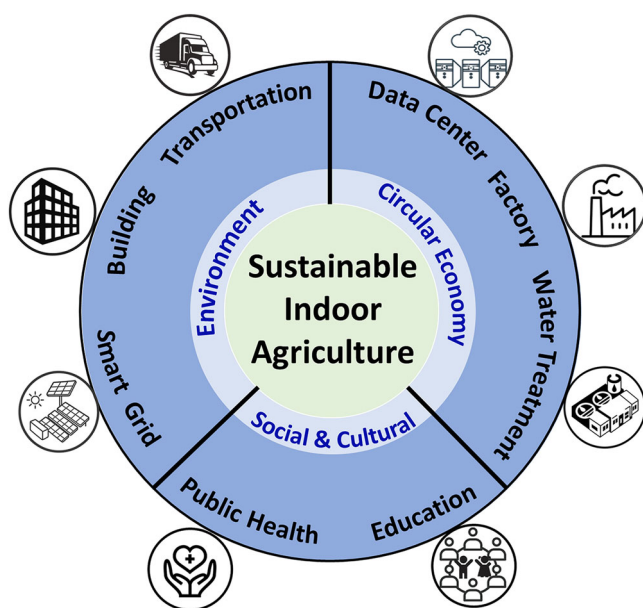 Transportation
Data Center
Building
Factory
Environment
Circular Economy
Sustainable
Indoor
Agriculture
Smart Grid
Water Treatment
Social & Cultural
Public Health
Education